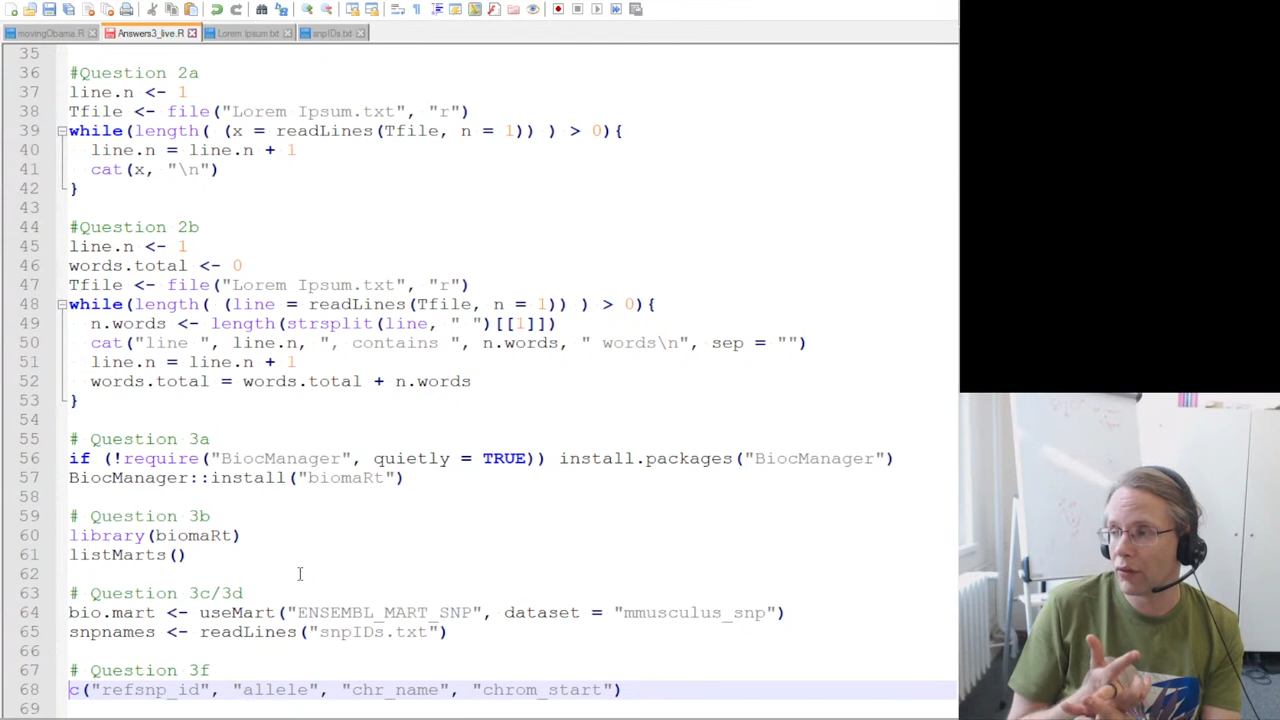 movingObama.R
Answers3_live.R
Lorem Ipsum.txt
snpIDs.txt
35
36 #Question 2a
37 line.n <- 1
38 Tfile <- file("Lorem Ipsum.txt", "r")
39 while(length( (x = readLines(Tfile, n = 1)) ) > 0){
40 line.n = line.n + 1
41 cat(x, "\n")
42 }
43
44 #Question 2b
45 line.n <- 1
46 words.total <- 0
47 Tfile <- file("Lorem Ipsum.txt", "r")
48 while(length( (line = readLines(Tfile, n = 1)) ) > 0){
49 n.words <- length(strsplit(line, " ")[[1]])
50 cat("line ", line.n, ", contains ", n.words, " words\n", sep = "")
51 line.n = line.n + 1
52 words.total = words.total + n.words
53 }
54
55 # Question 3a
56 if (!require("BiocManager", quietly = TRUE)) install.packages("BiocManager")
57 BiocManager::install("biomaRt")
58
59 # Question 3b
60 library(biomaRt)
61 listMarts()
62
63 # Question 3c/3d
64 bio.mart <- useMart("ENSEMBL_MART_SNP", dataset = "mmusculus_snp")
65 snpnames <- readLines("snpIDs.txt")
66
67 # Question 3f
68 c("refsnp_id", "allele", "chr_name", "chrom_start")
69